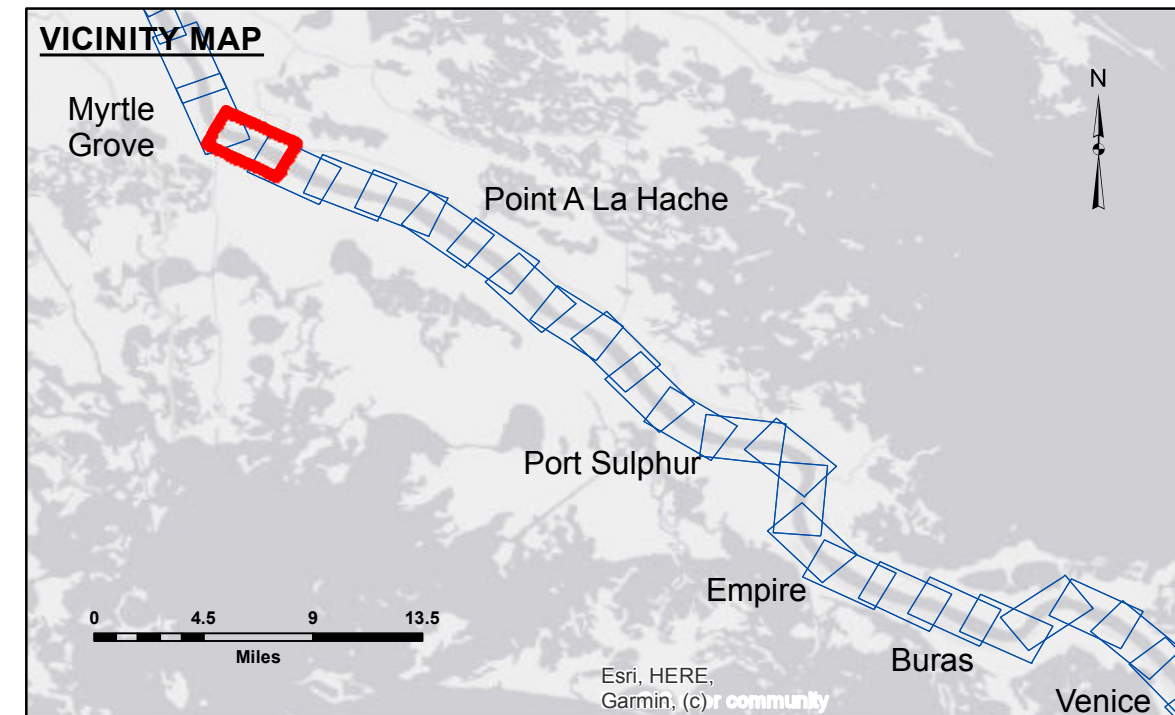 VICINITY MAP
N
Myrtle
Grove
Point A La Hache
Port Sulphur
Empire
0 4.5 9 13.5
Miles
Buras
Esri, HERE,
Garmin, (c) r community
Venice